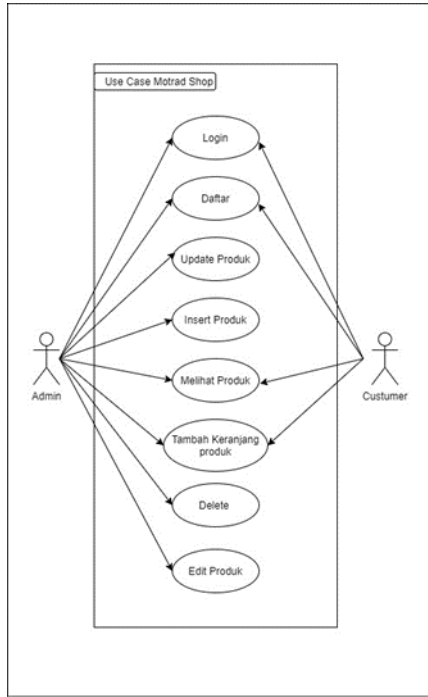 Use Case Motrad Shop
Login
Daftar
Update Produk
Insert Produk
Admin
Melihat Produk
Custumer
Tambah Keranjang
produk
Delete
Edit Produk